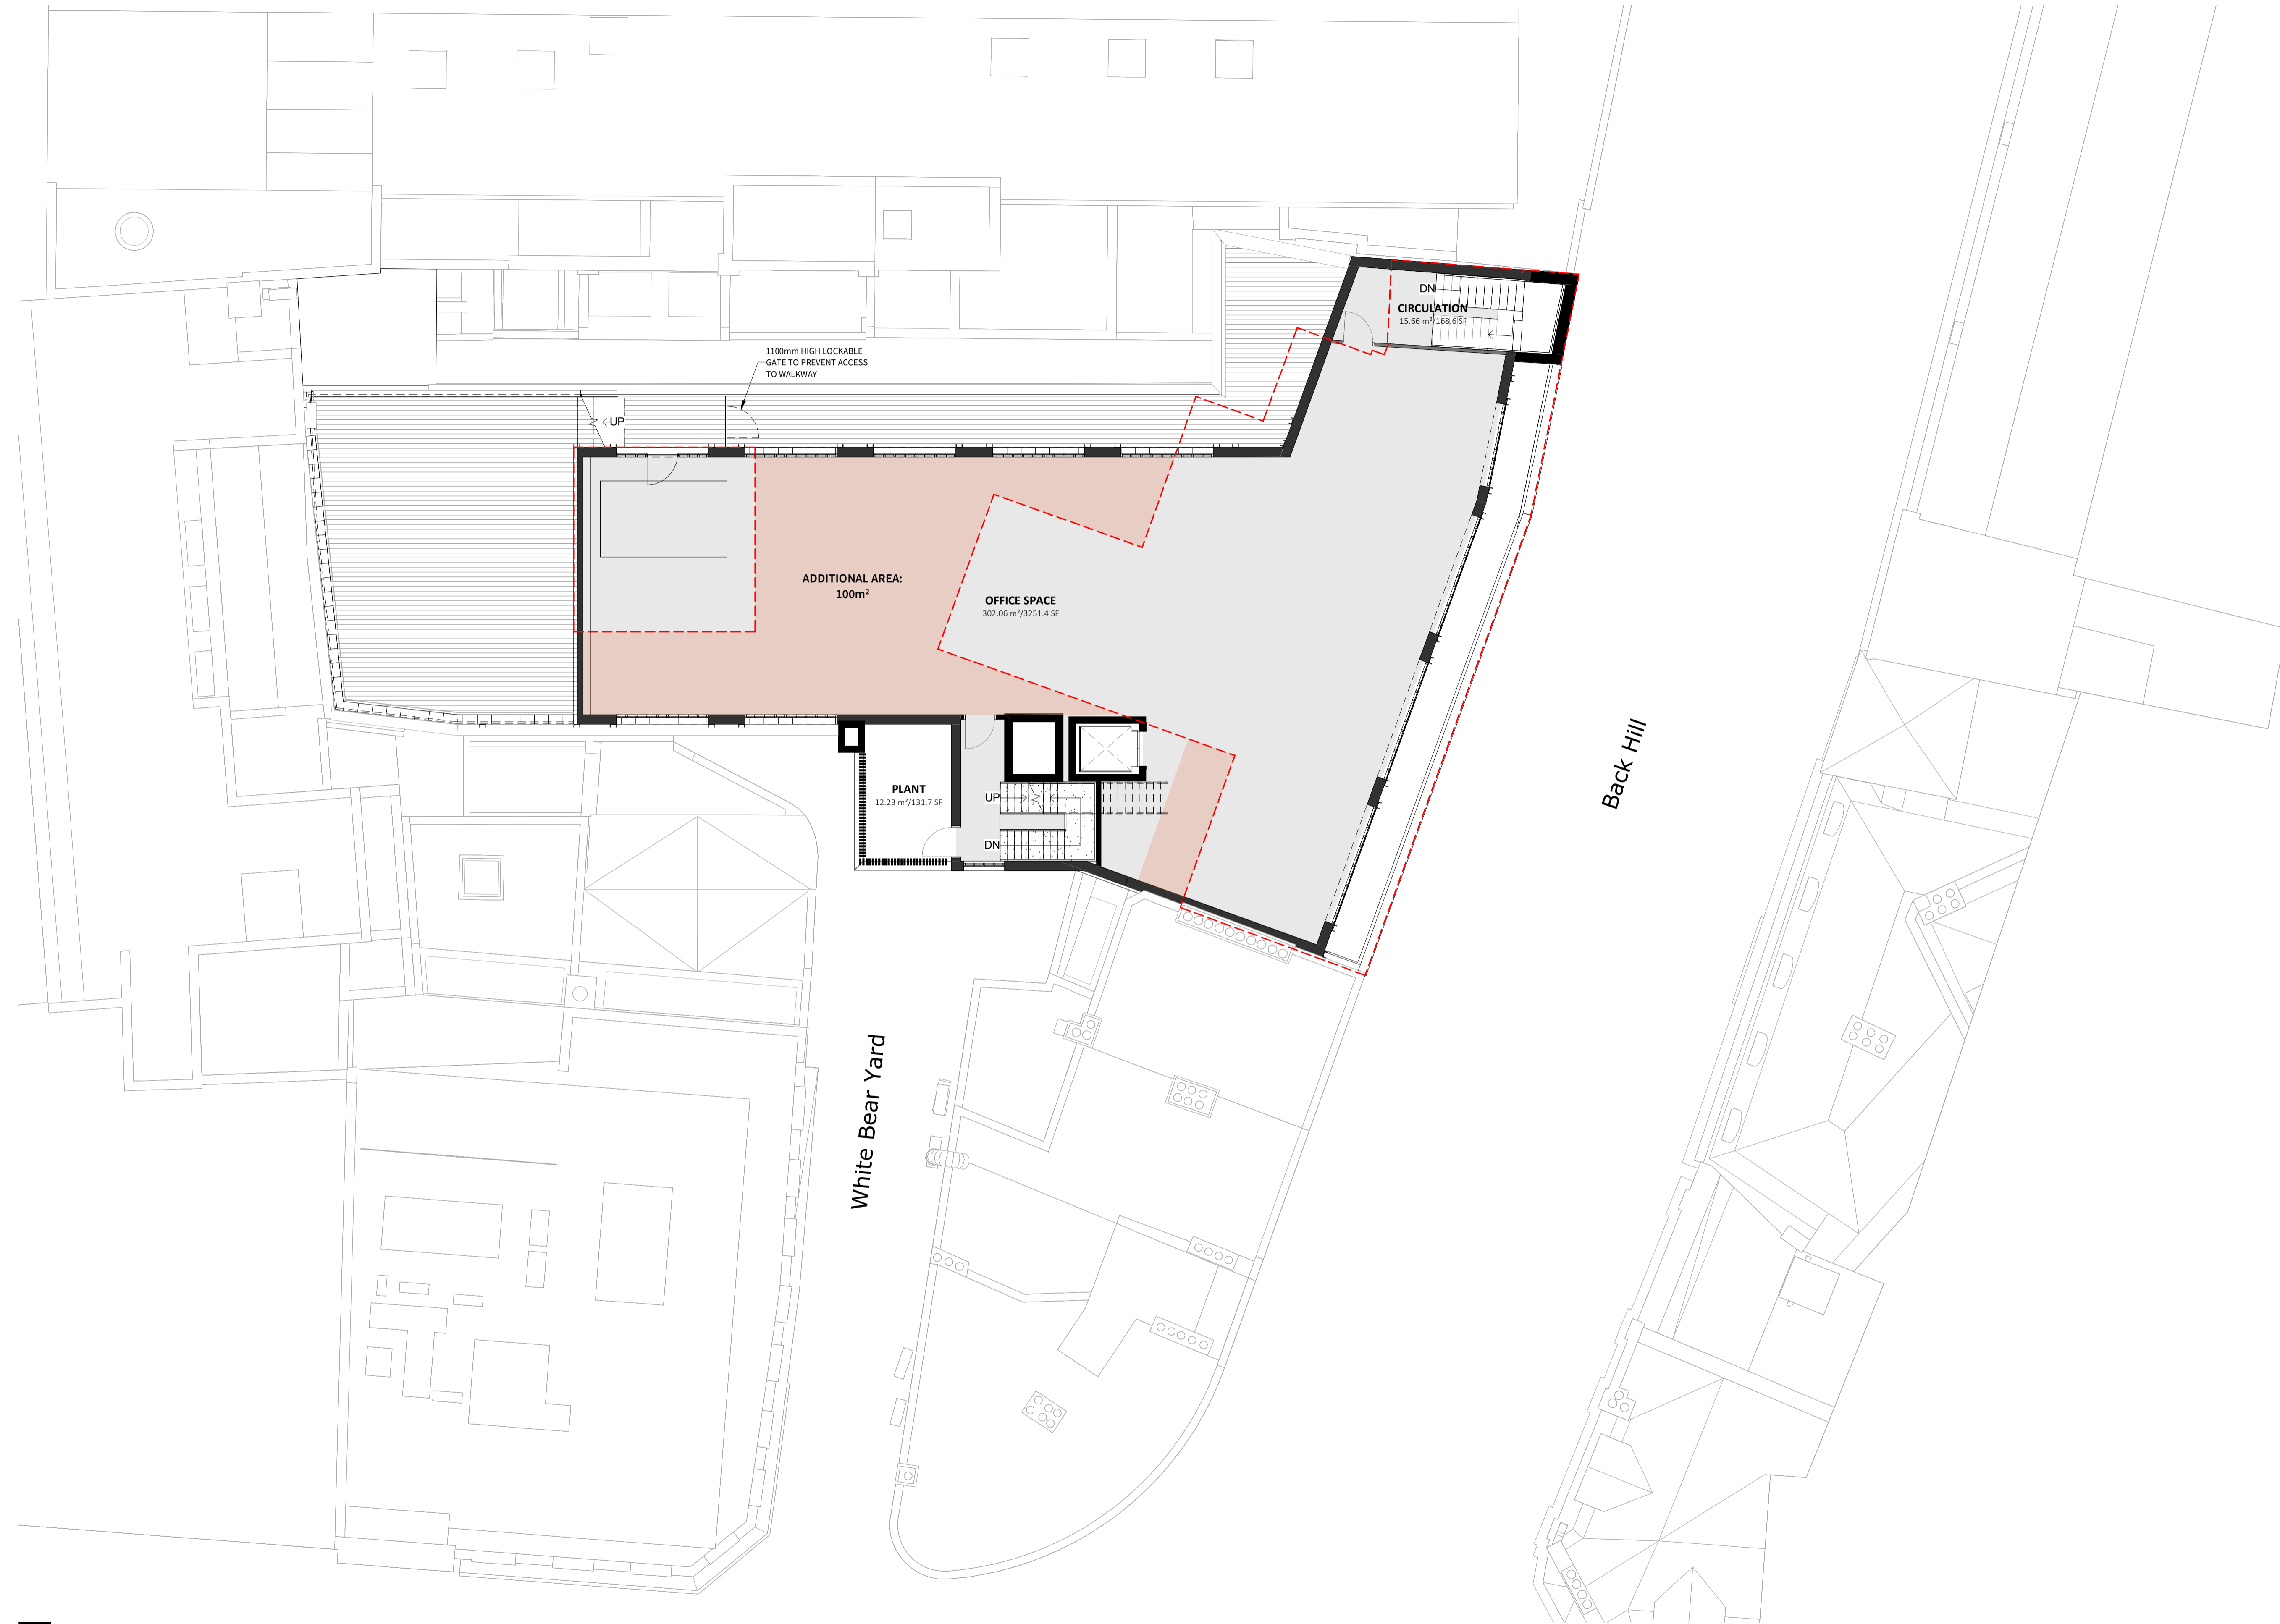 DN
CIRCULATION
15.66 m²/168.6 SF
1100mm HIGH LOCKABLE
GATE TO PREVENT ACCESS
TO WALKWAY
UP
ADDITIONAL AREA:
100m²
OFFICE SPACE
302.06 m²/3251.4 SF
Back Hill
PLANT
12.23 m²/131.7 SF
UP
DN
White Bear Yard